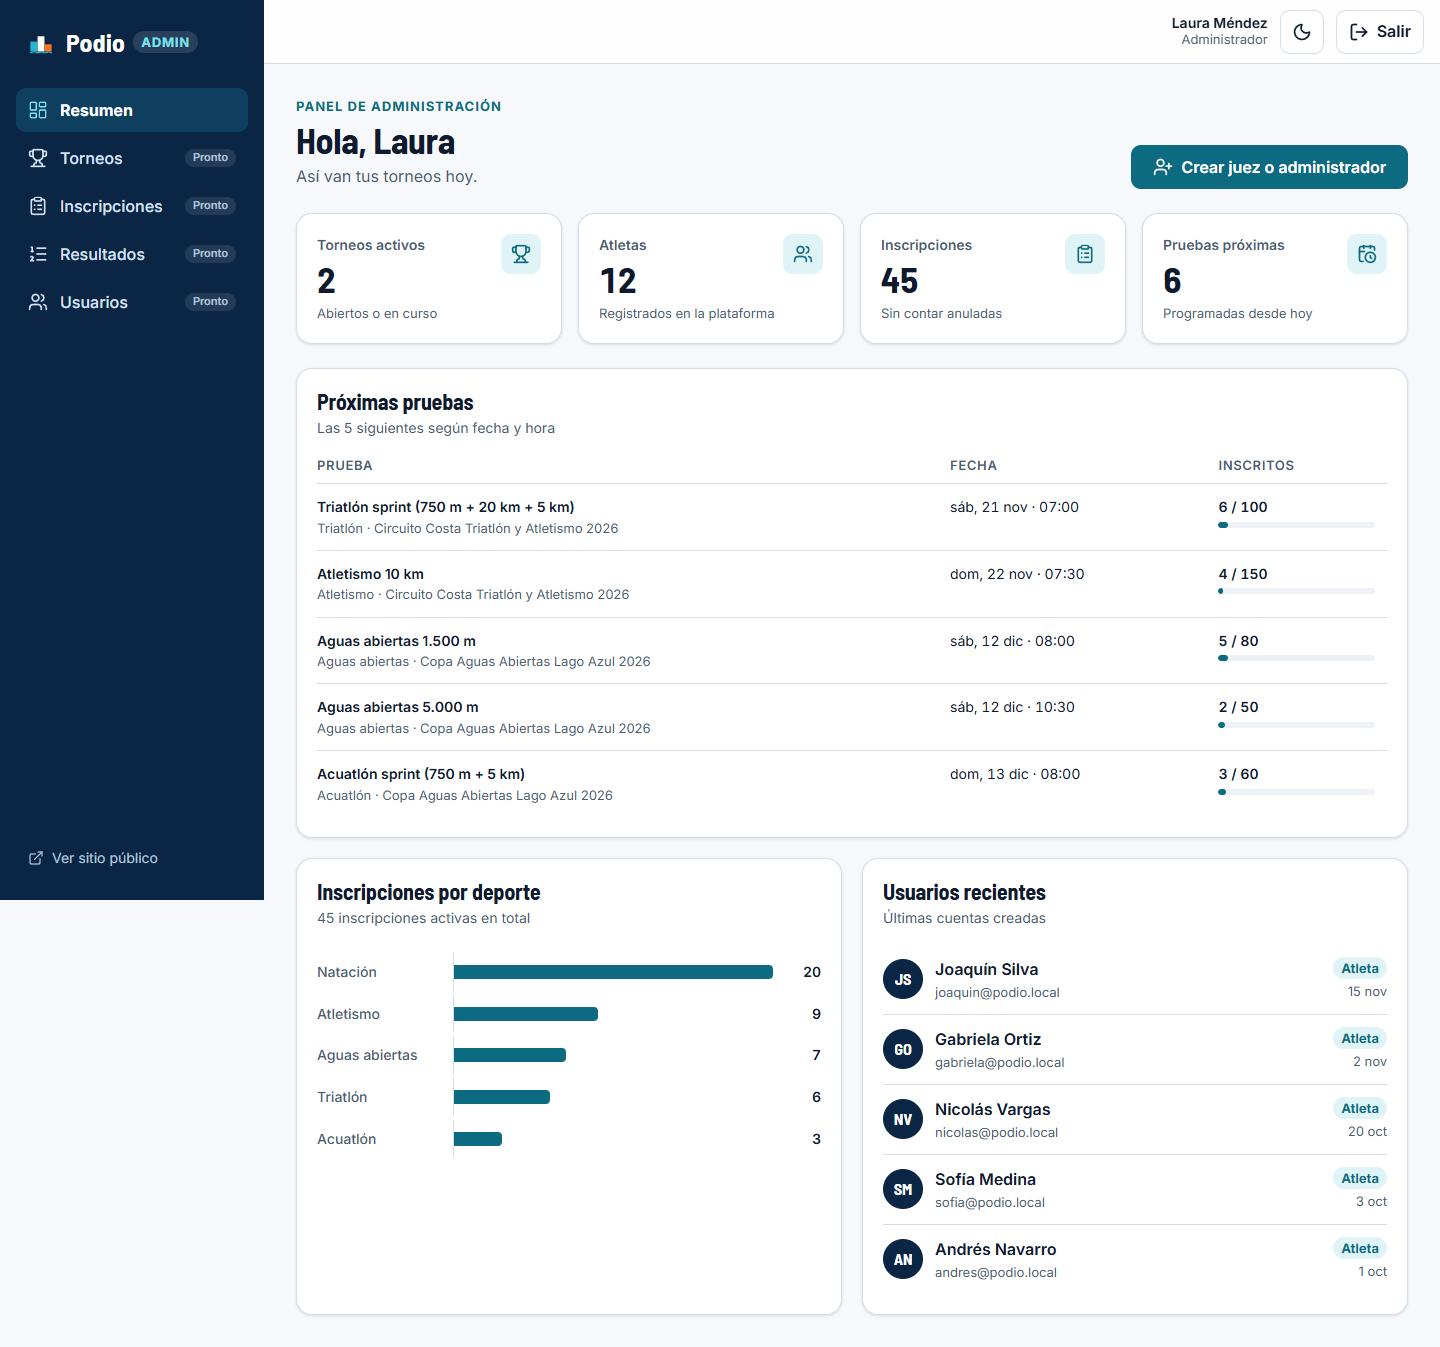 Podio ADMIN
Resumen
Torneos Pronto
Inscripciones Pronto
Resultados Pronto
Usuarios Pronto
Ver sitio público
Laura Méndez
Administrador
Salir
PANEL DE ADMINISTRACIÓN
Hola, Laura
Así van tus torneos hoy.
Crear juez o administrador
Torneos activos
2
Abiertos o en curso
Atletas
12
Registrados en la plataforma
Inscripciones
45
Sin contar anuladas
Pruebas próximas
6
Programadas desde hoy
Próximas pruebas
Las 5 siguientes según fecha y hora
PRUEBA FECHA INSCRITOS
Triatlón sprint (750 m + 20 km + 5 km) sáb, 21 nov · 07:00 6 / 100
Triatlón · Circuito Costa Triatlón y Atletismo 2026
Atletismo 10 km dom, 22 nov · 07:30 4 / 150
Atletismo · Circuito Costa Triatlón y Atletismo 2026
Aguas abiertas 1.500 m sáb, 12 dic · 08:00 5 / 80
Aguas abiertas · Copa Aguas Abiertas Lago Azul 2026
Aguas abiertas 5.000 m sáb, 12 dic · 10:30 2 / 50
Aguas abiertas · Copa Aguas Abiertas Lago Azul 2026
Acuatlón sprint (750 m + 5 km) dom, 13 dic · 08:00 3 / 60
Acuatlón · Copa Aguas Abiertas Lago Azul 2026
Inscripciones por deporte
45 inscripciones activas en total
Natación 20
Atletismo 9
Aguas abiertas 7
Triatlón 6
Acuatlón 3
Usuarios recientes
Últimas cuentas creadas
JS Joaquín Silva Atleta
joaquin@podio.local 15 nov
GO Gabriela Ortiz Atleta
gabriela@podio.local 2 nov
NV Nicolás Vargas Atleta
nicolas@podio.local 20 oct
SM Sofía Medina Atleta
sofia@podio.local 3 oct
AN Andrés Navarro Atleta
andres@podio.local 1 oct